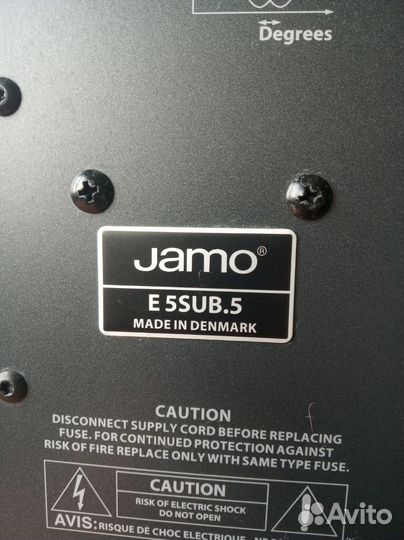 Degrees
Jamo®
E 5SUB.5
MADE IN DENMARK
CAUTION
DISCONNECT SUPPLY CORD BEFORE REPLACING
FUSE. FOR CONTINUED PROTECTION AGAINST
RISK OF FIRE REPLACE ONLY WITH SAME TYPE FUSE.
CAUTION
RISK OF ELECTRIC SHOCK
DO NOT OPEN
AVIS: RISQUE DE CHOC ELECTRIQUE -
Avito